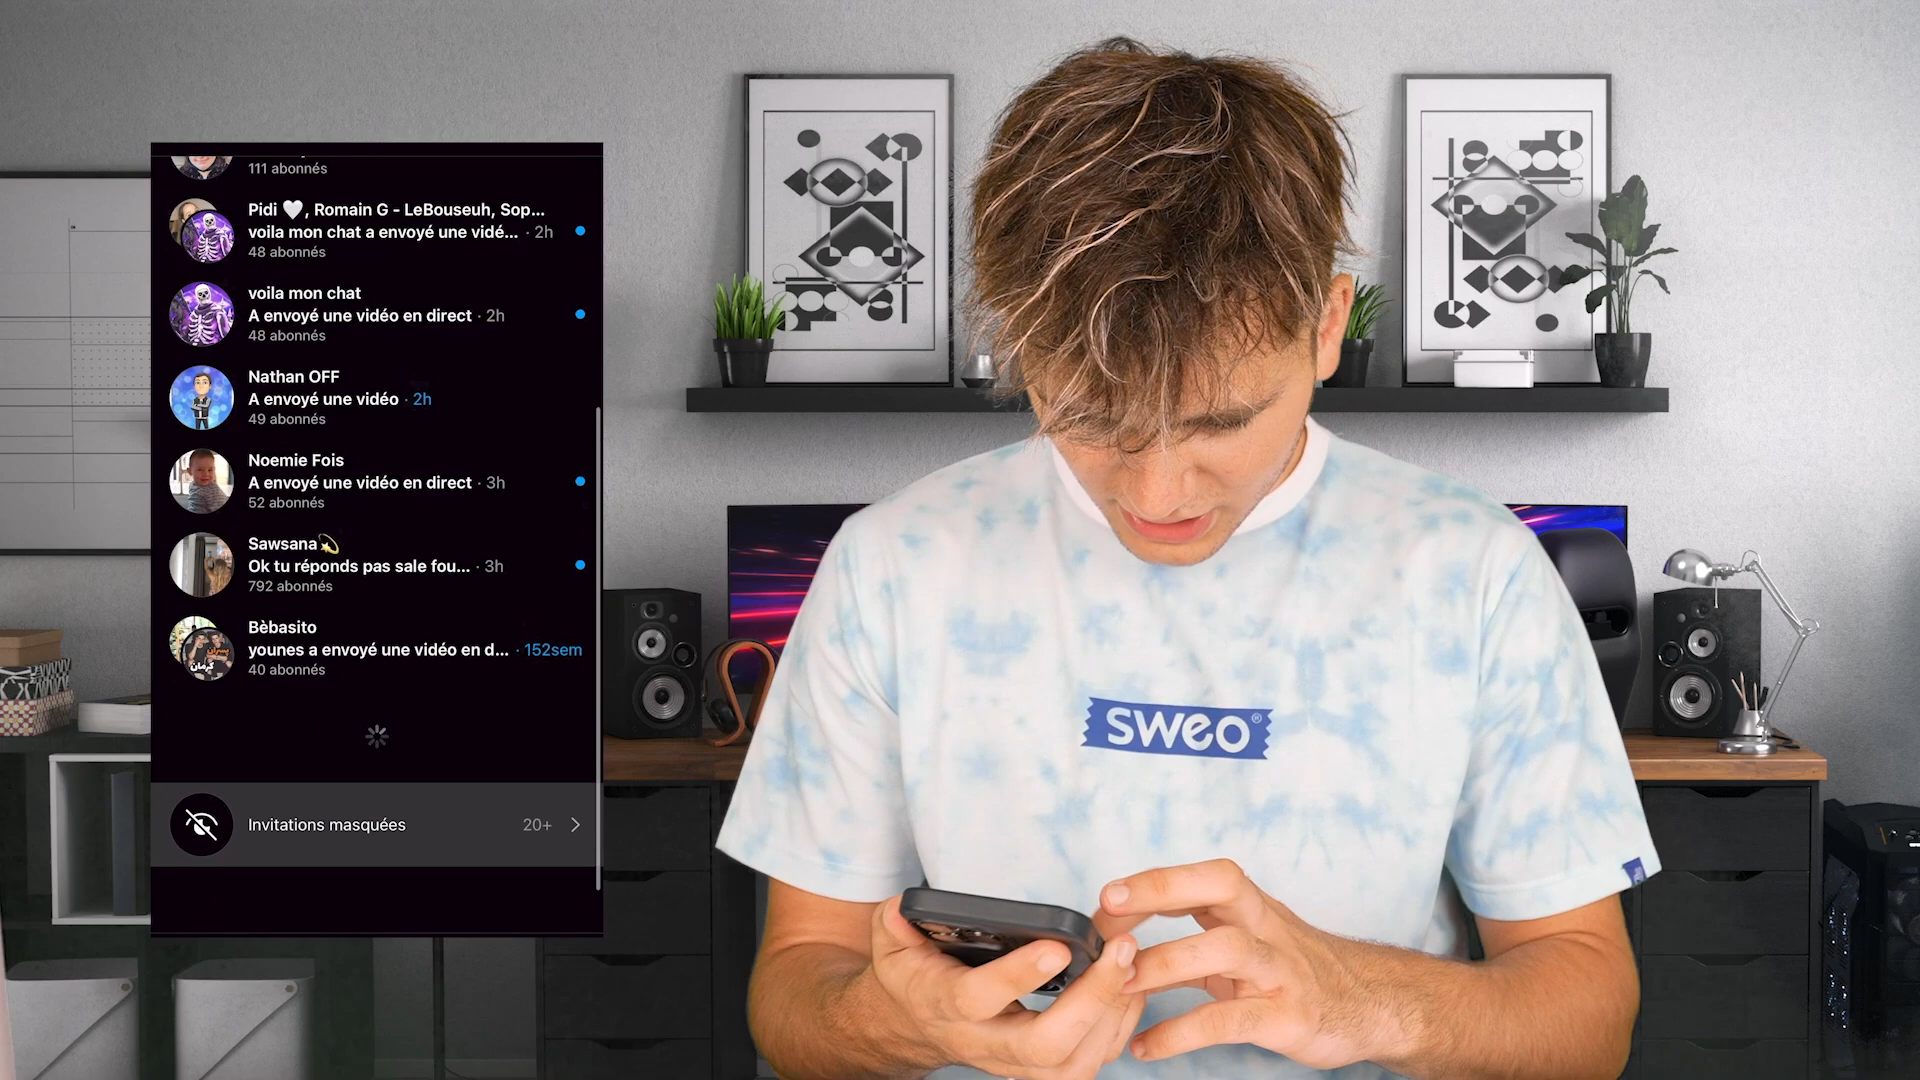 111 abonnés
Pidi 🤍, Romain G - LeBouseuh, Sop...
voila mon chat a envoyé une vidé... · 2h
48 abonnés
voila mon chat
A envoyé une vidéo en direct · 2h
48 abonnés
Nathan OFF
A envoyé une vidéo · 2h
49 abonnés
Noemie Fois
A envoyé une vidéo en direct · 3h
52 abonnés
Sawsana💫
Ok tu réponds pas sale fou... · 3h
792 abonnés
Bèbasito
younes a envoyé une vidéo en d... · 152sem
40 abonnés
Invitations masquées 20+
sweo®